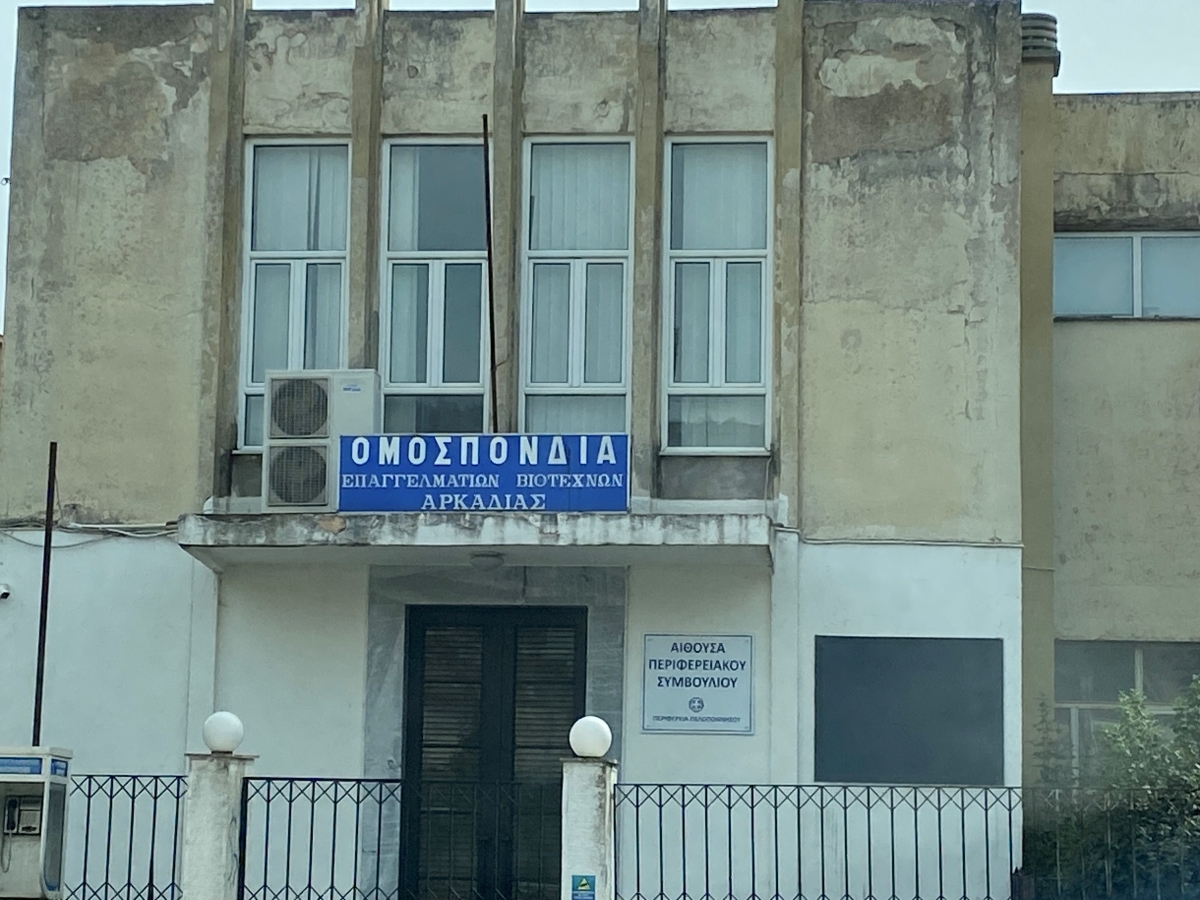 ΟΜΟΣΠΟΝΔΙΑ
ΕΠΑΓΓΕΛΜΑΤΙΩΝ ΒΙΟΤΕΧΝΩΝ
ΑΡΚΑΔΙΑΣ
ΑΙΘΟΥΣΑ
ΠΕΡΙΦΕΡΕΙΑΚΟΥ
ΣΥΜΒΟΥΛΙΟΥ
ΠΕΡΙΦΕΡΕΙΑ ΠΕΛΟΠΟΝΝΗΣΟΥ